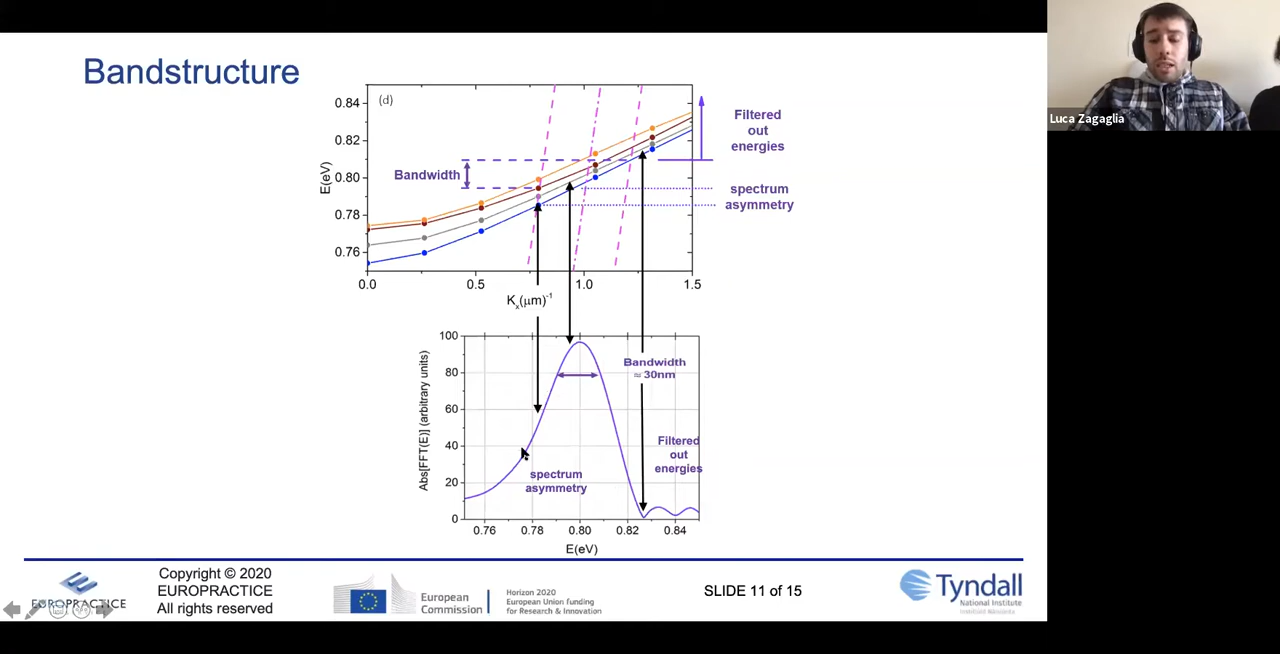 Bandstructure
Luca Zagaglia
(d)
0.84
0.82
0.80
0.78
0.76
E(eV)
Bandwidth
Filtered
out
energies
spectrum
asymmetry
0.0
0.5
1.0
1.5
Kx(μm)-1
100
80
60
40
20
0
Abs[FFT(E)] (arbitrary units)
Bandwidth
≈ 30nm
Filtered
out
energies
spectrum
asymmetry
0.76
0.78
0.80
0.82
0.84
E(eV)
EUROPRACTICE
Copyright © 2020
EUROPRACTICE
All rights reserved
European
Commission
Horizon 2020
European Union funding
for Research & Innovation
SLIDE 11 of 15
Tyndall
National Institute